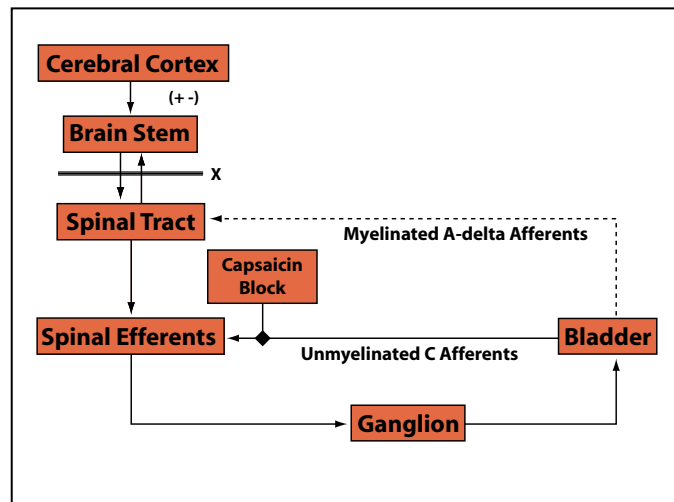 Cerebral Cortex
(+ -)
Brain Stem
X
Spinal Tract
Myelinated A-delta Afferents
Capsaicin
Block
Spinal Efferents
Bladder
Unmyelinated C Afferents
Ganglion